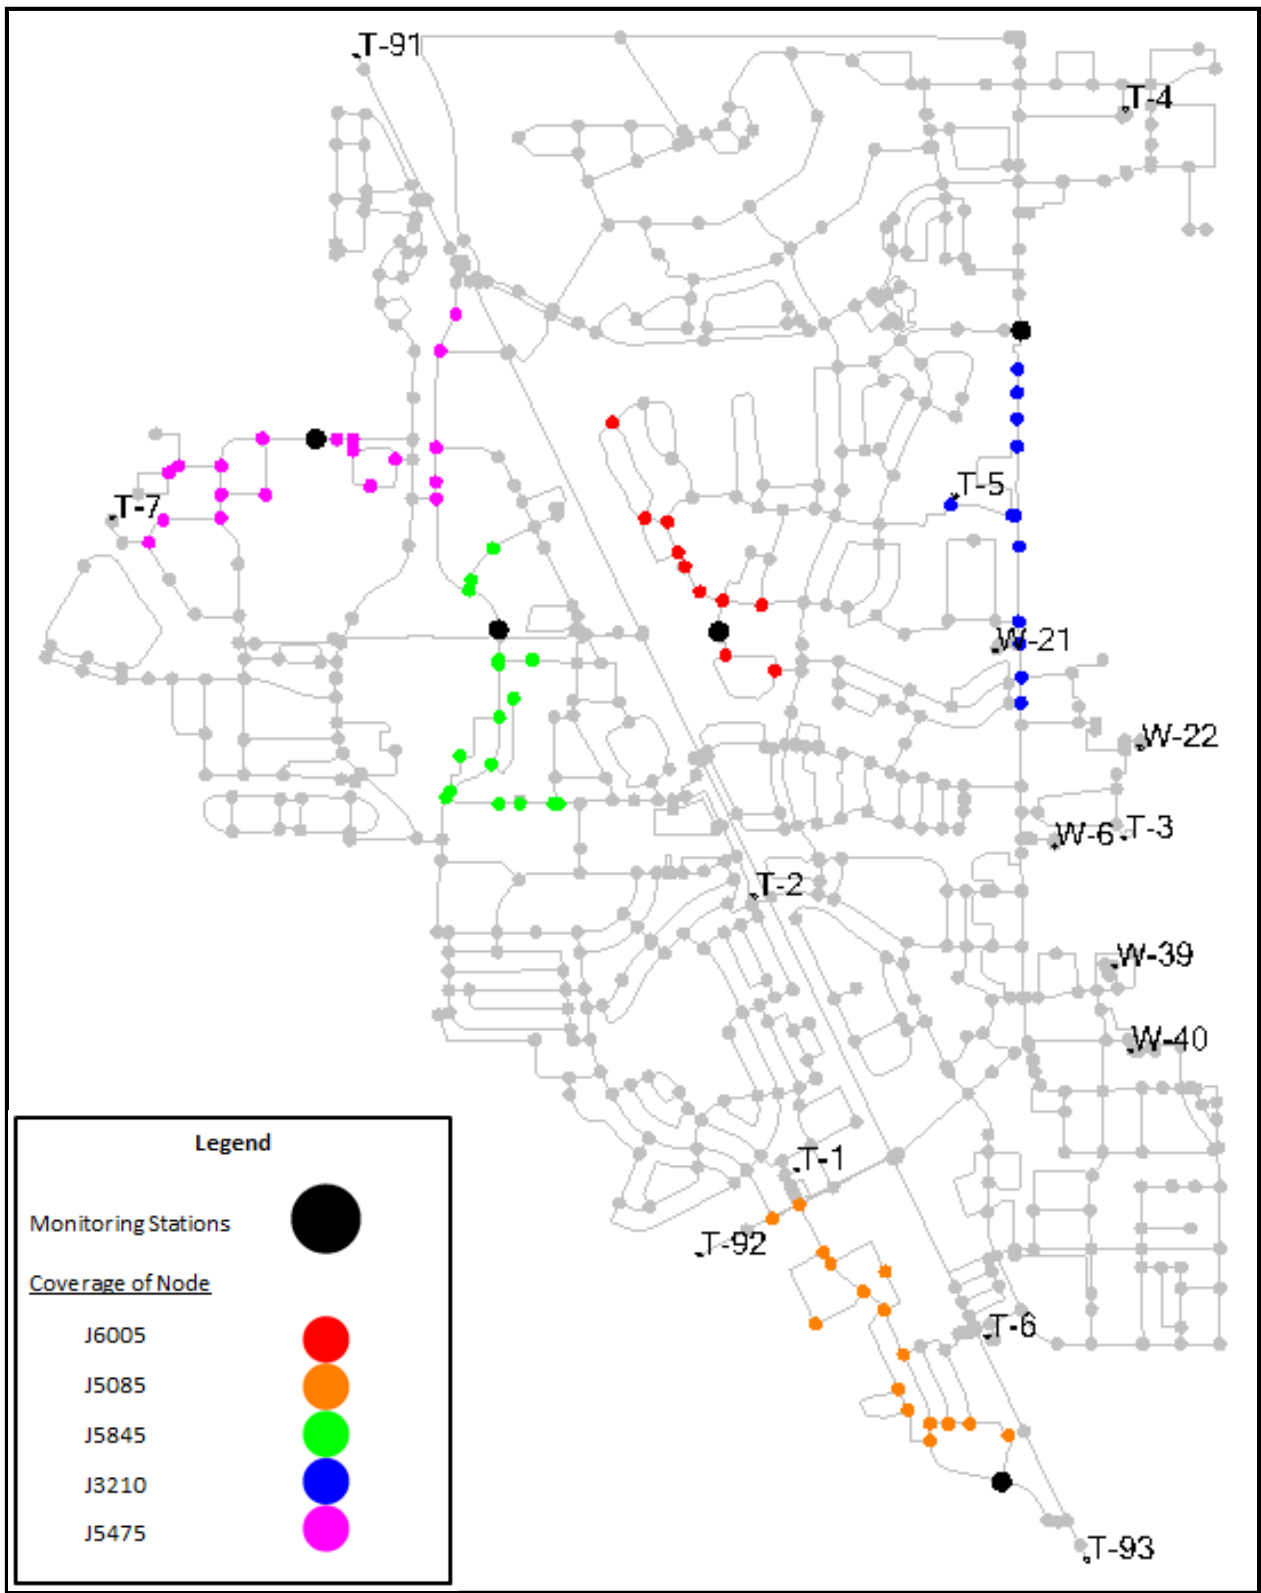 T-91
T-4
T-5
T-7
W-21
W-22
W-6
T-3
T-2
W-39
W-40
T-1
T-92
T-6
T-93
Legend
Monitoring Stations
Coverage of Node
J6005
J5085
J5845
J3210
J5475